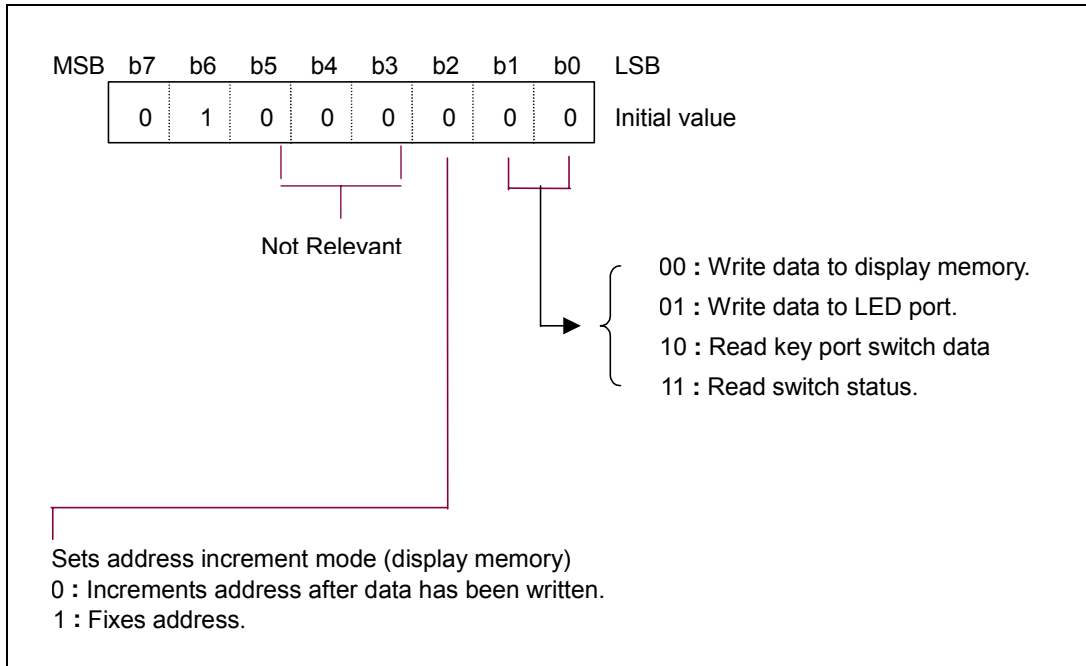 MSB b7 b6 b5 b4 b3 b2 b1 b0 LSB
0 1 0 0 0 0 0 0 Initial value
Not Relevant
00 : Write data to display memory.
01 : Write data to LED port.
10 : Read key port switch data
11 : Read switch status.
Sets address increment mode (display memory)
0 : Increments address after data has been written.
1 : Fixes address.